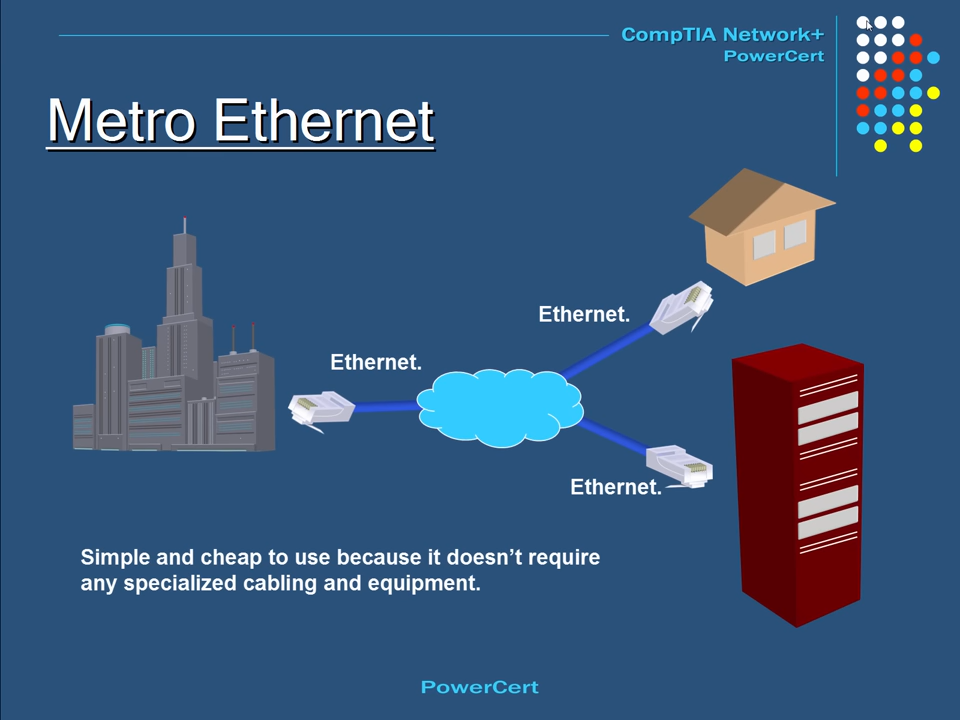 CompTIA Network+
PowerCert
Metro Ethernet
Ethernet.
Ethernet.
Ethernet.
Simple and cheap to use because it doesn’t require
any specialized cabling and equipment.
PowerCert